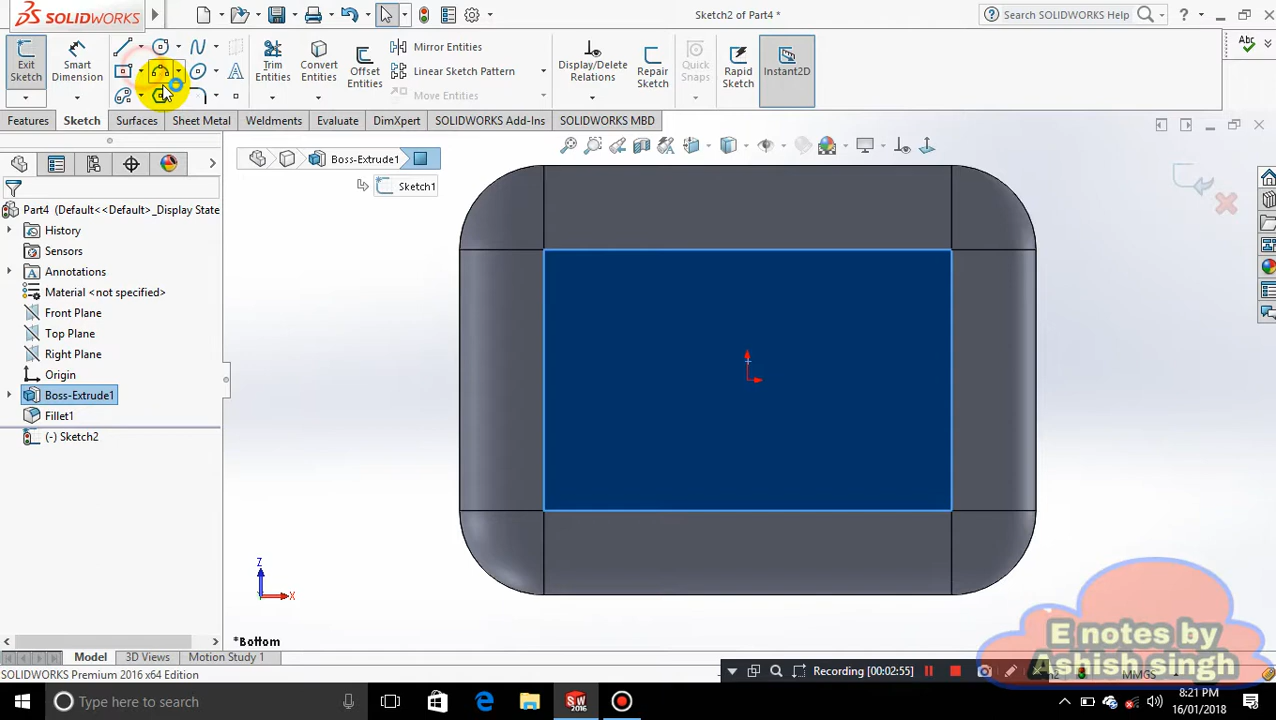 SOLIDWORKS
Sketch2 of Part4 *
Search SOLIDWORKS Help
Exit Sketch
Smart Dimension
Trim Entities
Convert Entities
Offset Entities
Mirror Entities
Linear Sketch Pattern
Move Entities
Display/Delete Relations
Repair Sketch
Quick Snaps
Rapid Sketch
Instant2D
Abc
Features
Sketch
Surfaces
Sheet Metal
Weldments
Evaluate
DimXpert
SOLIDWORKS Add-Ins
SOLIDWORKS MBD
Boss-Extrude1
Sketch1
Part4 (Default<<Default>_Display State
History
Sensors
Annotations
Material <not specified>
Front Plane
Top Plane
Right Plane
Origin
Boss-Extrude1
Fillet1
(-) Sketch2
Z
X
*Bottom
E notes by
Ashish singh
Model
3D Views
Motion Study 1
Recording [00:02:55]
SOLIDWORKS Premium 2016 x64 Edition
MMGS
Type here to search
SW
2016
8:21 PM
16/01/2018